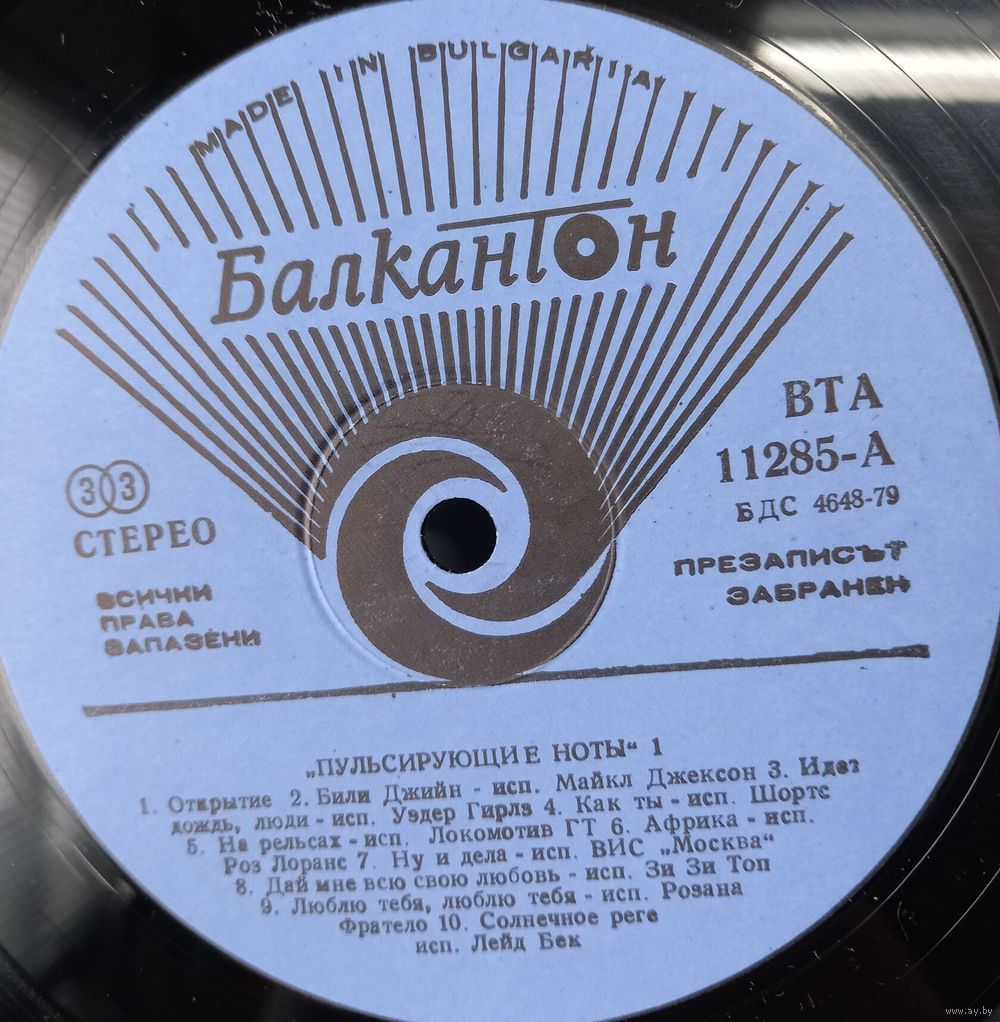 MADE IN BULGARIA
Балкантон
ВТА
11285-А
БДС 4648-79
33
СТЕРЕО
ПРЕЗАПИСЪТ
ЗАБРАНЕН
ВСИЧКИ
ПРАВА
ЗАПАЗЕНИ
„ПУЛЬСИРУЮЩИЕ НОТЫ“ 1
1. Открытие 2. Били Джийн - исп. Майкл Джексон 3. Идет
дождь, люди - исп. Уэдер Гирлз 4. Как ты - исп. Шортс
5. На рельсах - исп. Локомотив ГТ 6. Африка - исп.
Роз Лоранс 7. Ну и дела - исп. ВИС „Москва“
8. Дай мне всю свою любовь - исп. Зи Зи Топ
9. Люблю тебя, люблю тебя - исп. Розана
Фратело 10. Солнечное реге
исп. Лейд Бек
www.ay.by